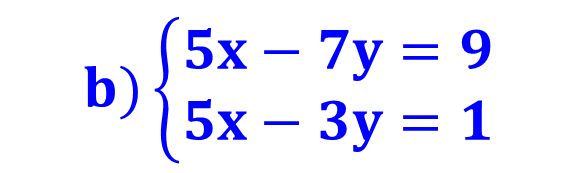 b) { 5x − 7y = 9
5x − 3y = 1